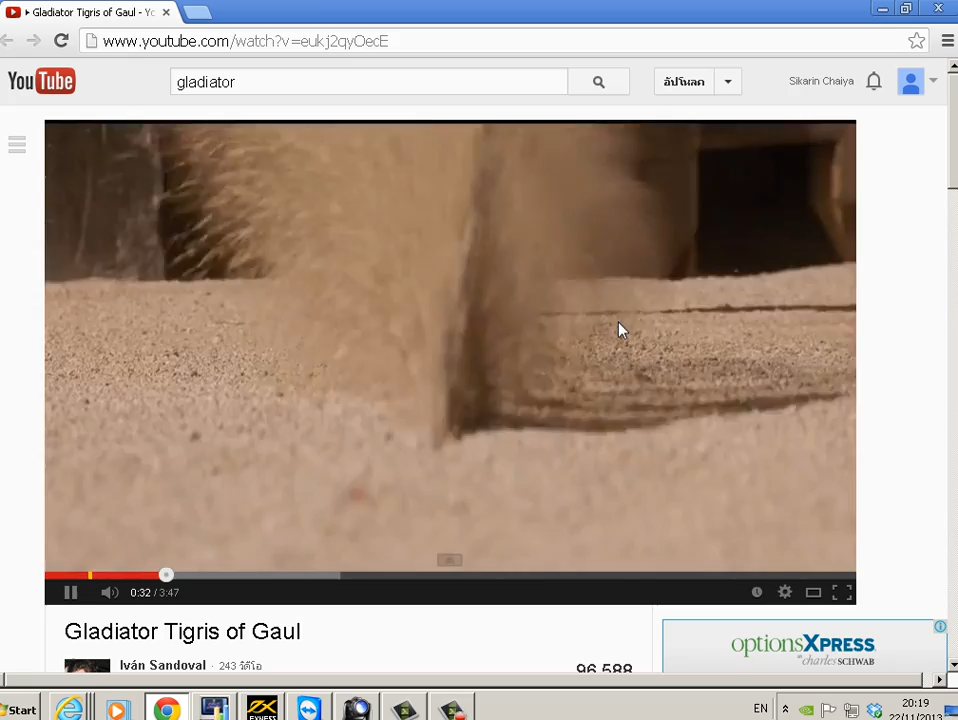 Gladiator Tigris of Gaul - Yo
www.youtube.com/watch?v=eukj2qyOecE
YouTube
gladiator
อัปโหลด
Sikarin Chaiya
0:32 / 3:47
Gladiator Tigris of Gaul
Iván Sandoval · 243 วิดีโอ
96,588
optionsXpress
by charles SCHWAB
Start
EXNESS
EN
20:19
22/11/2013